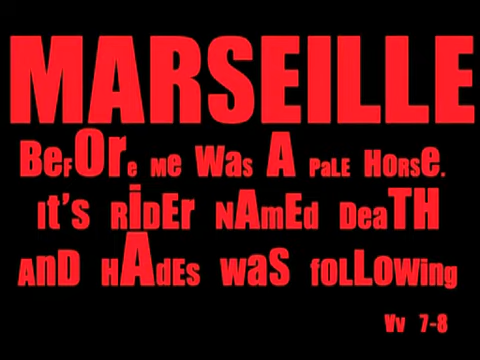 MARSEILLE
BeFOre Me Was A PaLE HORse.
It's RiDEr NAmEd DeaTH
AnD HAdES WaS fOLLOWing
Vv 7-8